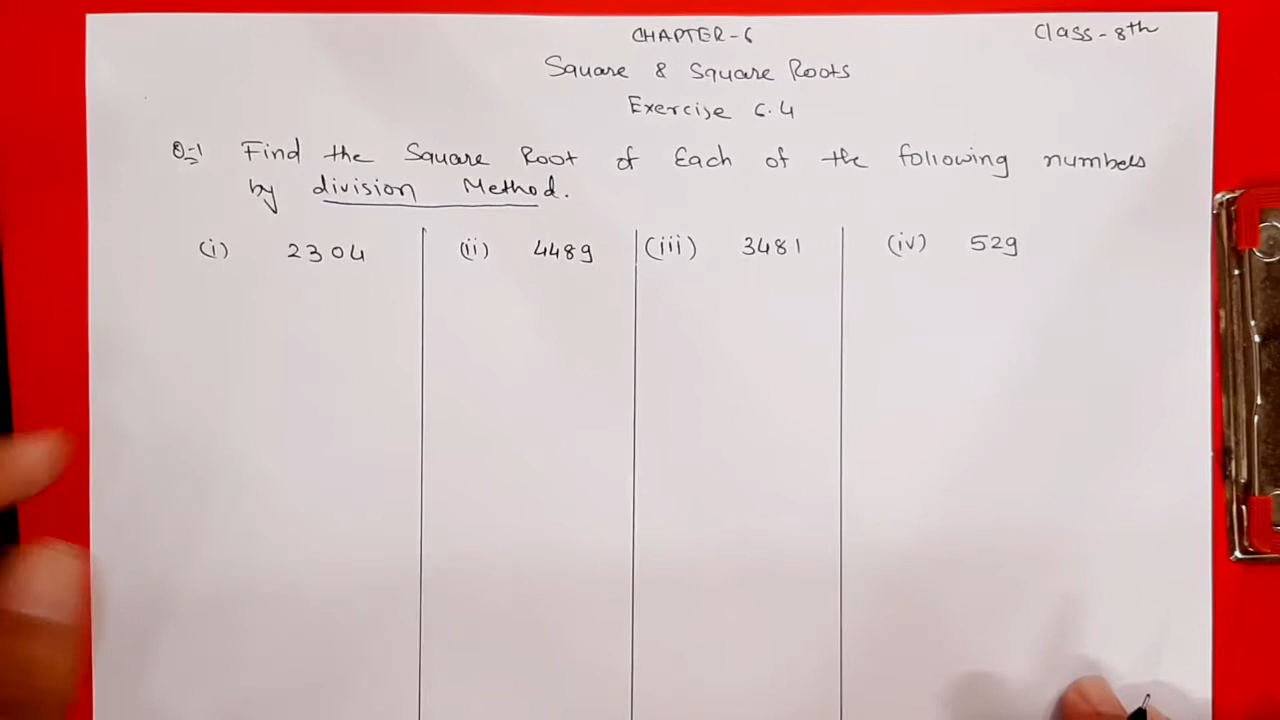 CHAPTER-6
Class-8th
Square & Square Roots
Exercise 6.4
Q-1 Find the Square Root of Each of the following numbers
by division Method.
(i) 2304 (ii) 4489 (iii) 3481 (iv) 529